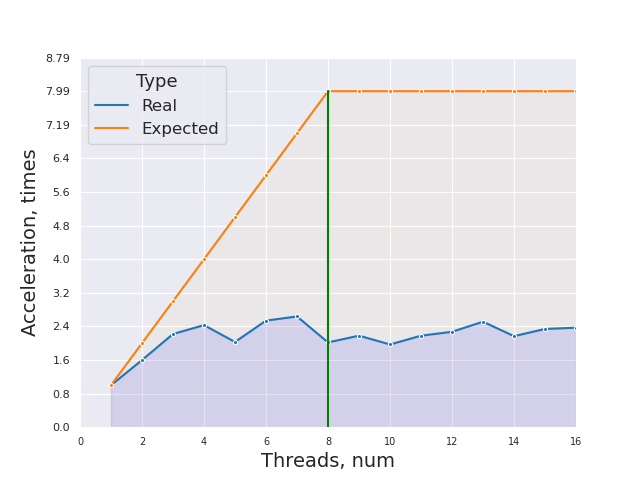 Type
Real
Expected
Acceleration, times
8.79
7.99
7.19
6.4
5.6
4.8
4.0
3.2
2.4
1.6
0.8
0.0
0 2 4 6 8 10 12 14 16
Threads, num